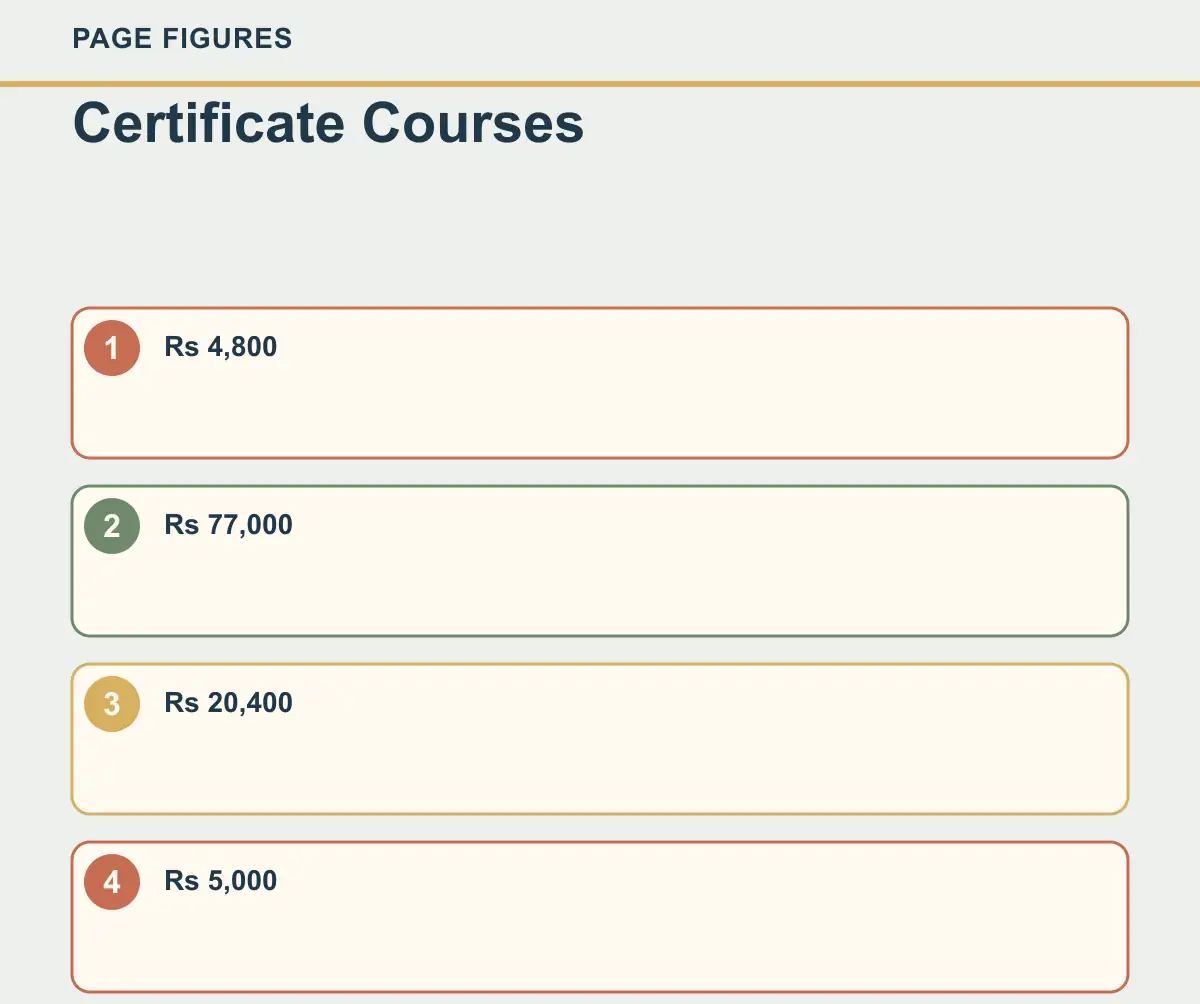 PAGE FIGURES
Certificate Courses
1 Rs 4,800
2 Rs 77,000
3 Rs 20,400
4 Rs 5,000